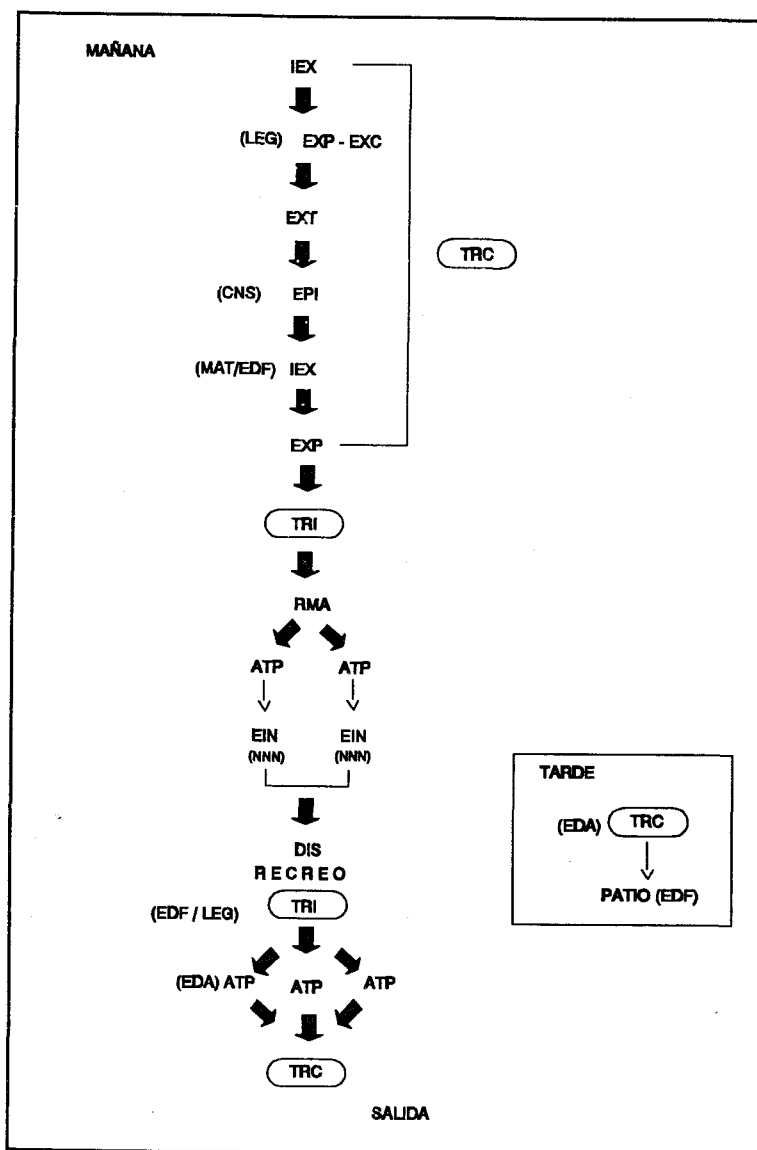 MAÑANA
IEX
(LEG) EXP - EXC
EXT
TRC
(CNS) EPI
(MAT/EDF) IEX
EXP
TRI
RMA
ATP ATP
EIN EIN
(NNN) (NNN)
DIS
RECREO
(EDF / LEG) TRI
(EDA) ATP ATP ATP
TRC
SALIDA
TARDE
(EDA) TRC
PATIO (EDF)